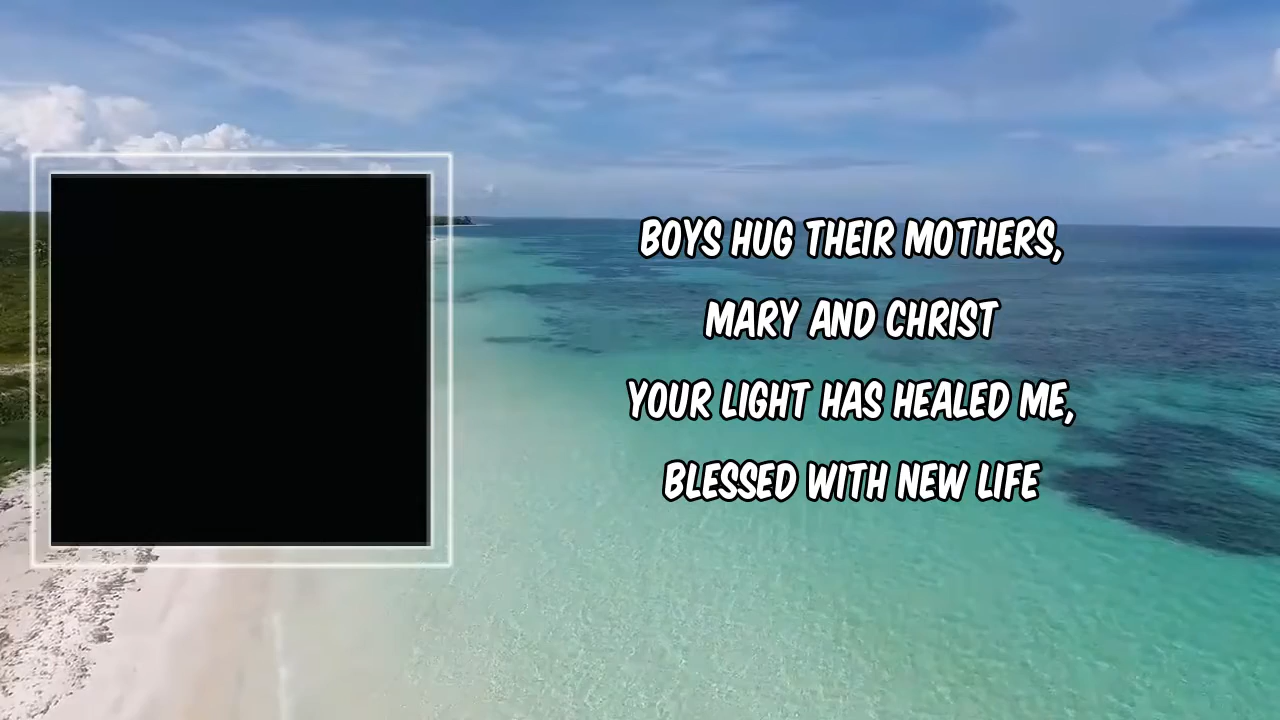 BOYS HUG THEIR MOTHERS,
MARY AND CHRIST
YOUR LIGHT HAS HEALED ME,
BLESSED WITH NEW LIFE